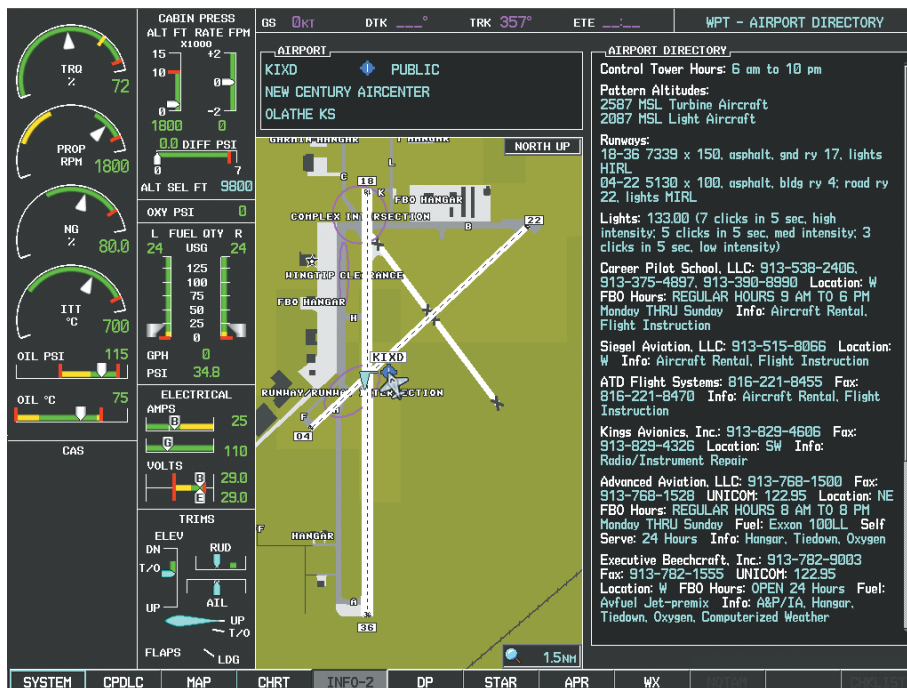 GS 0KT DTK ___° TRK 357° ETE __:__
WPT – AIRPORT DIRECTORY
TRQ
%
72
PROP
RPM
1800
NG
%
80.0
ITT
°C
700
OIL PSI 115
OIL °C 75
CAS
CABIN PRESS
ALT FT RATE FPM
X1000
15 +2
10
0
0 -2
1800 0
0.0 DIFF PSI
0 7
ALT SEL FT 9800
OXY PSI 0
L FUEL QTY R
24 USG 24
125
100
75
50
25
0
GPH 0
PSI 34.8
ELECTRICAL
AMPS
B 25
G 110
VOLTS
B 29.0
E 29.0
TRIMS
ELEV
DN RUD
T/O
UP AIL
UP
T/O
FLAPS LDG
AIRPORT
KIXD PUBLIC
NEW CENTURY AIRCENTER
OLATHE KS
NORTH UP
HANGAR
18
C
L
K
FBO HANGAR
COMPLEX INTERSECTION
22
B
WINGTIP CLEARANCE
FBO HANGAR
H
KIXD
RUNWAY/RUNWAY INTERSECTION
F
04
F
HANGAR
A
36
1.5NM
AIRPORT DIRECTORY
Control Tower Hours: 6 am to 10 pm
Pattern Altitudes:
2587 MSL Turbine Aircraft
2087 MSL Light Aircraft
Runways:
18-36 7339 x 150, asphalt, gnd ry 17, lights
HIRL
04-22 5130 x 100, asphalt, bldg ry 4; road ry
22, lights MIRL
Lights: 133.00 (7 clicks in 5 sec, high
intensity; 5 clicks in 5 sec, med intensity; 3
clicks in 5 sec, low intensity)
Career Pilot School, LLC: 913-538-2406,
913-375-4897, 913-390-8990 Location: W
FBO Hours: REGULAR HOURS 9 AM TO 6 PM
Monday THRU Sunday Info: Aircraft Rental,
Flight Instruction
Siegel Aviation, LLC: 913-515-8066 Location:
W Info: Aircraft Rental, Flight Instruction
ATD Flight Systems: 816-221-8455 Fax:
816-221-8470 Info: Aircraft Rental, Flight
Instruction
Kings Avionics, Inc.: 913-829-4606 Fax:
913-829-4326 Location: SW Info:
Radio/Instrument Repair
Advanced Aviation, LLC: 913-768-1500 Fax:
913-768-1528 UNICOM: 122.95 Location: NE
FBO Hours: REGULAR HOURS 8 AM TO 8 PM
Monday THRU Sunday Fuel: Exxon 100LL Self
Serve: 24 Hours Info: Hangar, Tiedown, Oxygen
Executive Beechcraft, Inc.: 913-782-9003
Fax: 913-782-1555 UNICOM: 122.95
Location: W FBO Hours: OPEN 24 Hours Fuel:
Avfuel Jet-premix Info: A&P/IA, Hangar,
Tiedown, Oxygen, Computerized Weather
SYSTEM CPDLC MAP CHRT INFO-2 DP STAR APR WX NOTAM CHKLIST